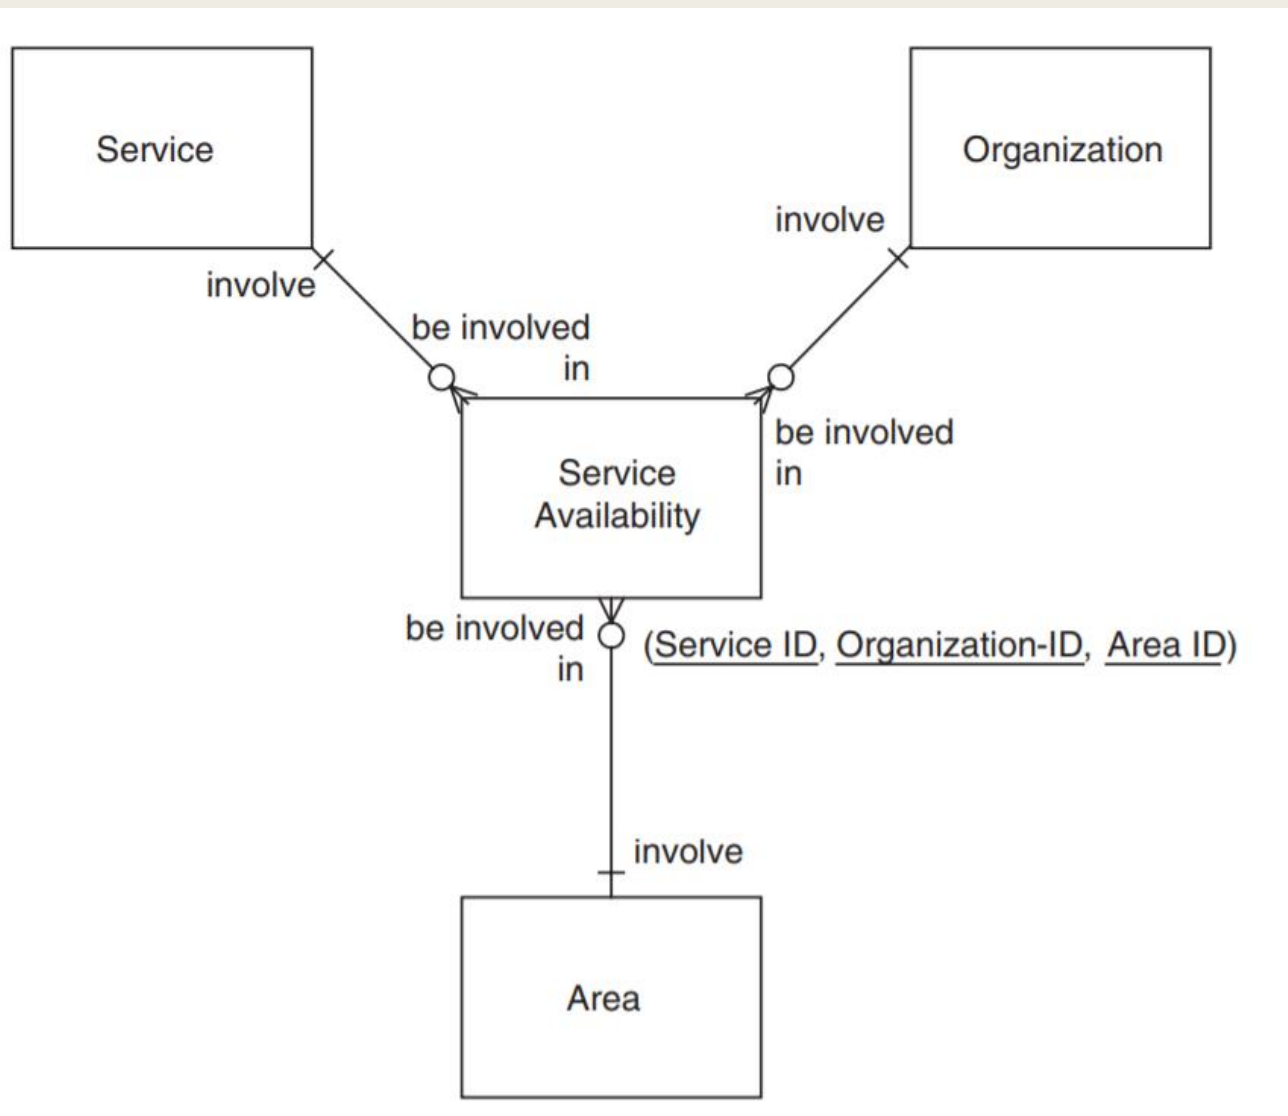 Service
Organization
involve
involve
be involved
in
be involved
in
Service
Availability
be involved
in
(Service ID, Organization-ID, Area ID)
involve
Area